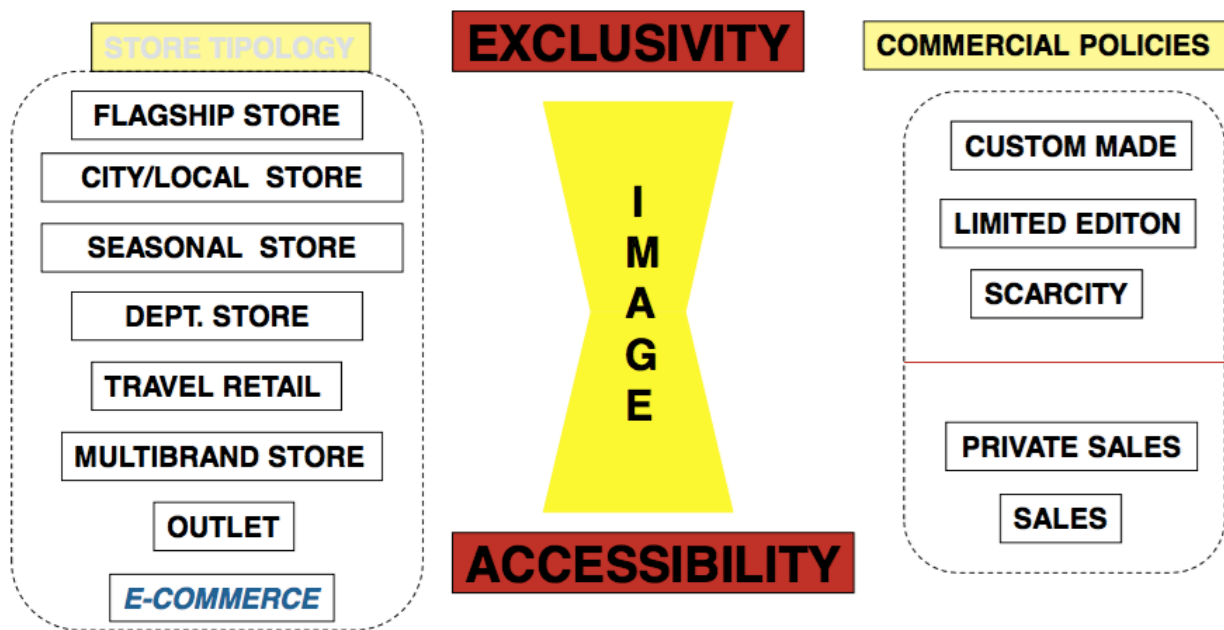 STORE TIPOLOGY
FLAGSHIP STORE
CITY/LOCAL STORE
SEASONAL STORE
DEPT. STORE
TRAVEL RETAIL
MULTIBRAND STORE
OUTLET
E-COMMERCE
EXCLUSIVITY
IMAGE
ACCESSIBILITY
COMMERCIAL POLICIES
CUSTOM MADE
LIMITED EDITON
SCARCITY
PRIVATE SALES
SALES